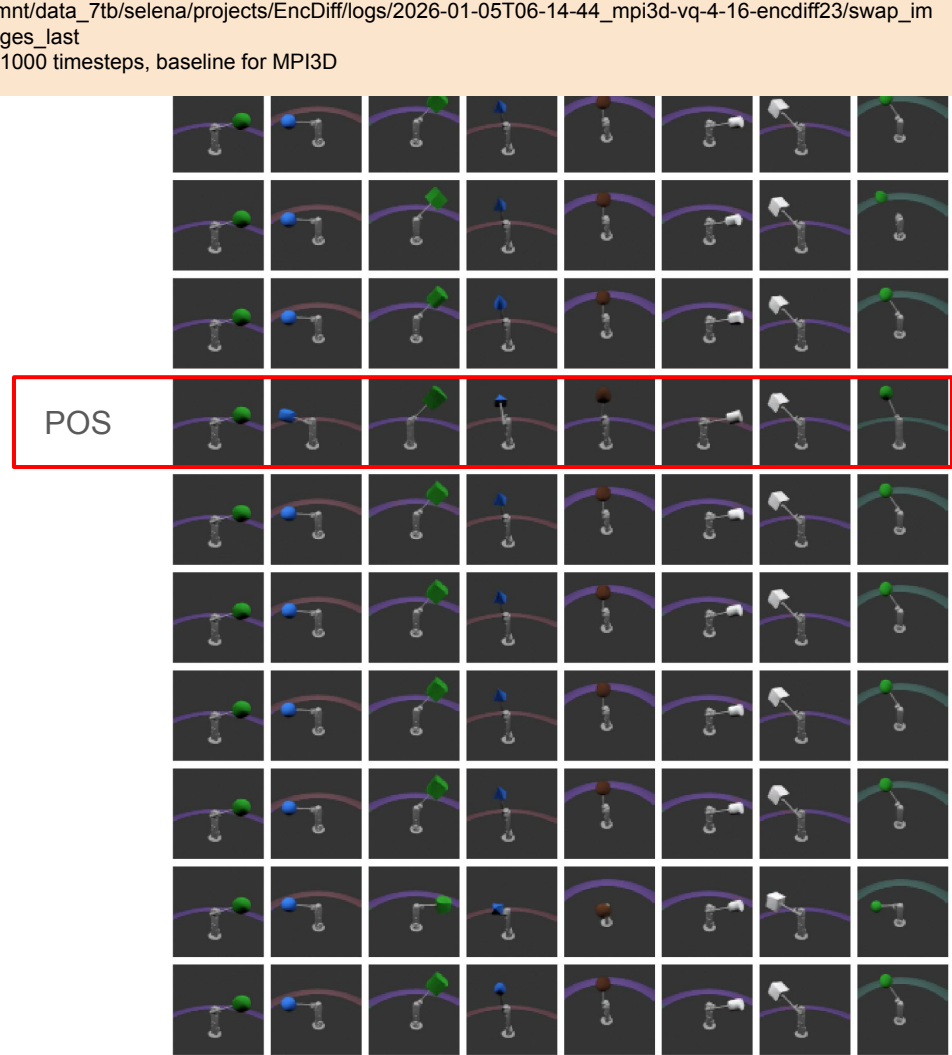 mnt/data_7tb/selena/projects/EncDiff/logs/2026-01-05T06-14-44_mpi3d-vq-4-16-encdiff23/swap_im
ges_last
1000 timesteps, baseline for MPI3D
POS